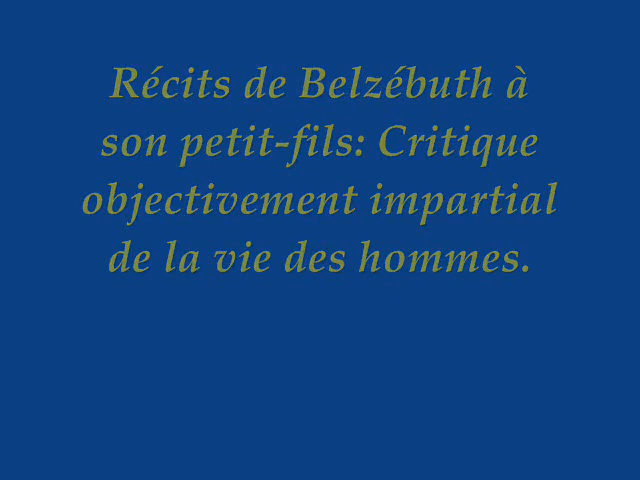 Récits de Belzébuth à
son petit-fils: Critique
objectivement impartial
de la vie des hommes.